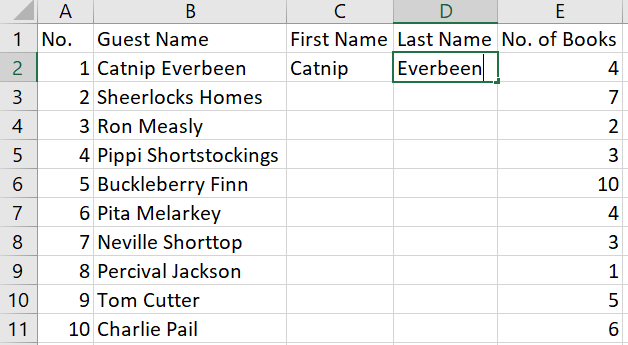 A B C D E
1 No. Guest Name First Name Last Name No. of Books
2 1 Catnip Everbeen Catnip Everbeen 4
3 2 Sheerlocks Homes 7
4 3 Ron Measly 2
5 4 Pippi Shortstockings 3
6 5 Buckleberry Finn 10
7 6 Pita Melarkey 4
8 7 Neville Shorttop 3
9 8 Percival Jackson 1
10 9 Tom Cutter 5
11 10 Charlie Pail 6